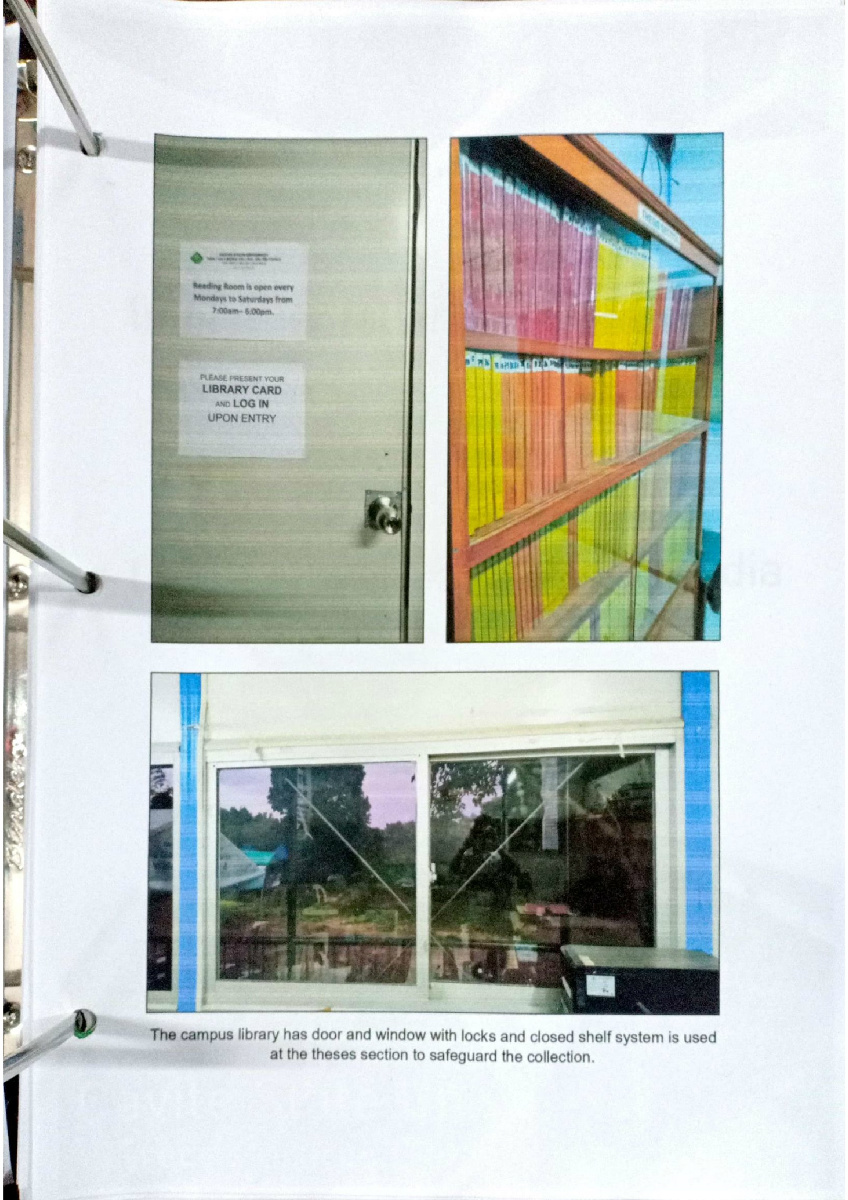 Reading Room is open every
Mondays to Saturdays from
7:00am- 6:00pm.
PLEASE PRESENT YOUR
LIBRARY CARD
AND LOG IN
UPON ENTRY
The campus library has door and window with locks and closed shelf system is used
at the theses section to safeguard the collection.